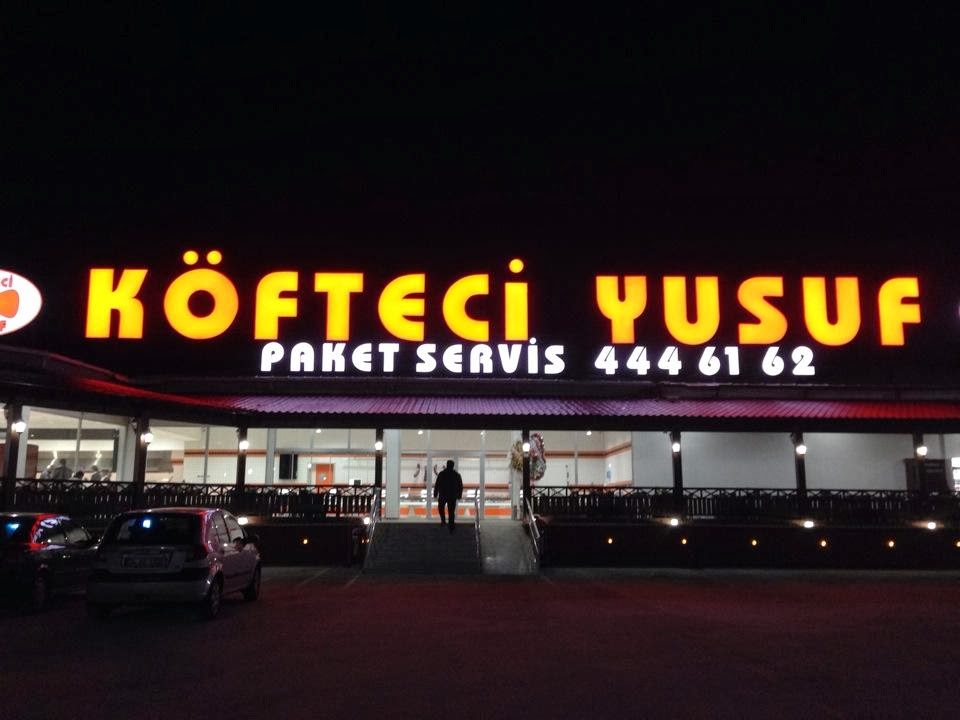 KÖFTECİ YUSUF
PAKET SERVİS 444 61 62